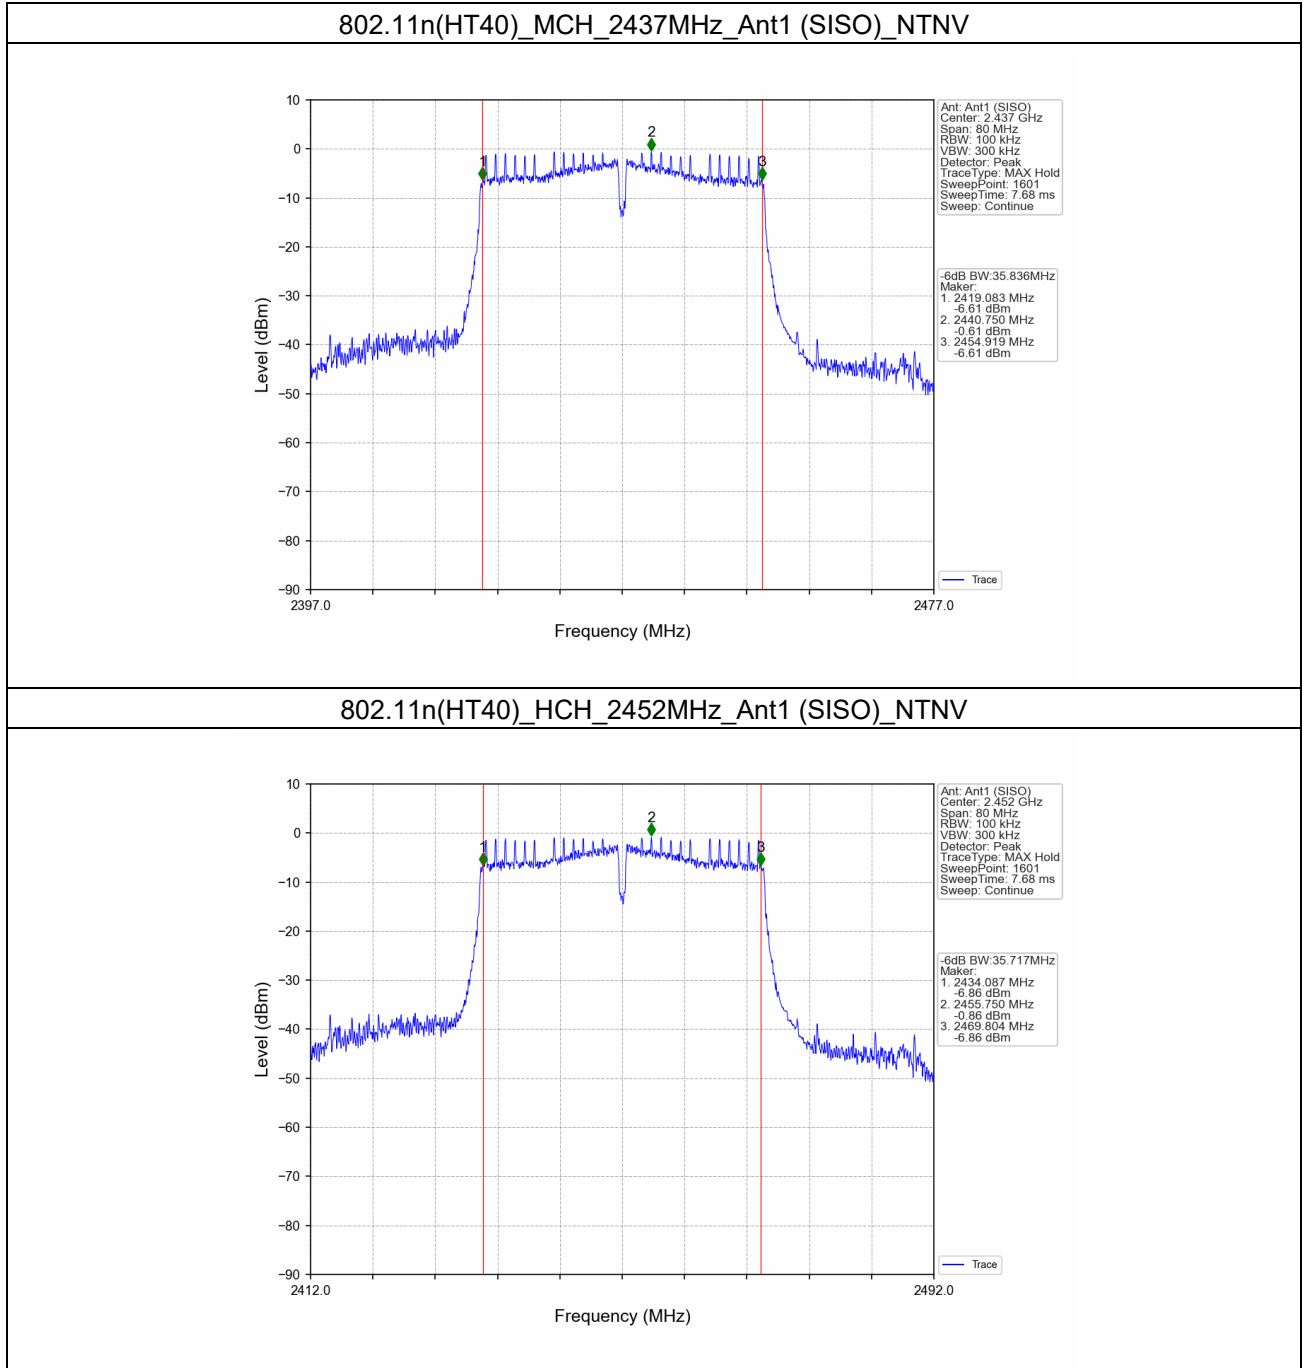 802.11n(HT40)_MCH_2437MHz_Ant1 (SISO)_NTNV
10
0
−10
−20
−30
−40
−50
−60
−70
−80
−90
Level (dBm)
1
2
3
2397.0
2477.0
Frequency (MHz)
Ant: Ant1 (SISO)
Center: 2.437 GHz
Span: 80 MHz
RBW: 100 kHz
VBW: 300 kHz
Detector: Peak
TraceType: MAX Hold
SweepPoint: 1601
SweepTime: 7.68 ms
Sweep: Continue
-6dB BW:35.836MHz
Maker:
1. 2419.083 MHz
-6.61 dBm
2. 2440.750 MHz
-0.61 dBm
3. 2454.919 MHz
-6.61 dBm
Trace
802.11n(HT40)_HCH_2452MHz_Ant1 (SISO)_NTNV
10
0
−10
−20
−30
−40
−50
−60
−70
−80
−90
Level (dBm)
1
2
3
2412.0
2492.0
Frequency (MHz)
Ant: Ant1 (SISO)
Center: 2.452 GHz
Span: 80 MHz
RBW: 100 kHz
VBW: 300 kHz
Detector: Peak
TraceType: MAX Hold
SweepPoint: 1601
SweepTime: 7.68 ms
Sweep: Continue
-6dB BW:35.717MHz
Maker:
1. 2434.087 MHz
-6.86 dBm
2. 2455.750 MHz
-0.86 dBm
3. 2469.804 MHz
-6.86 dBm
Trace